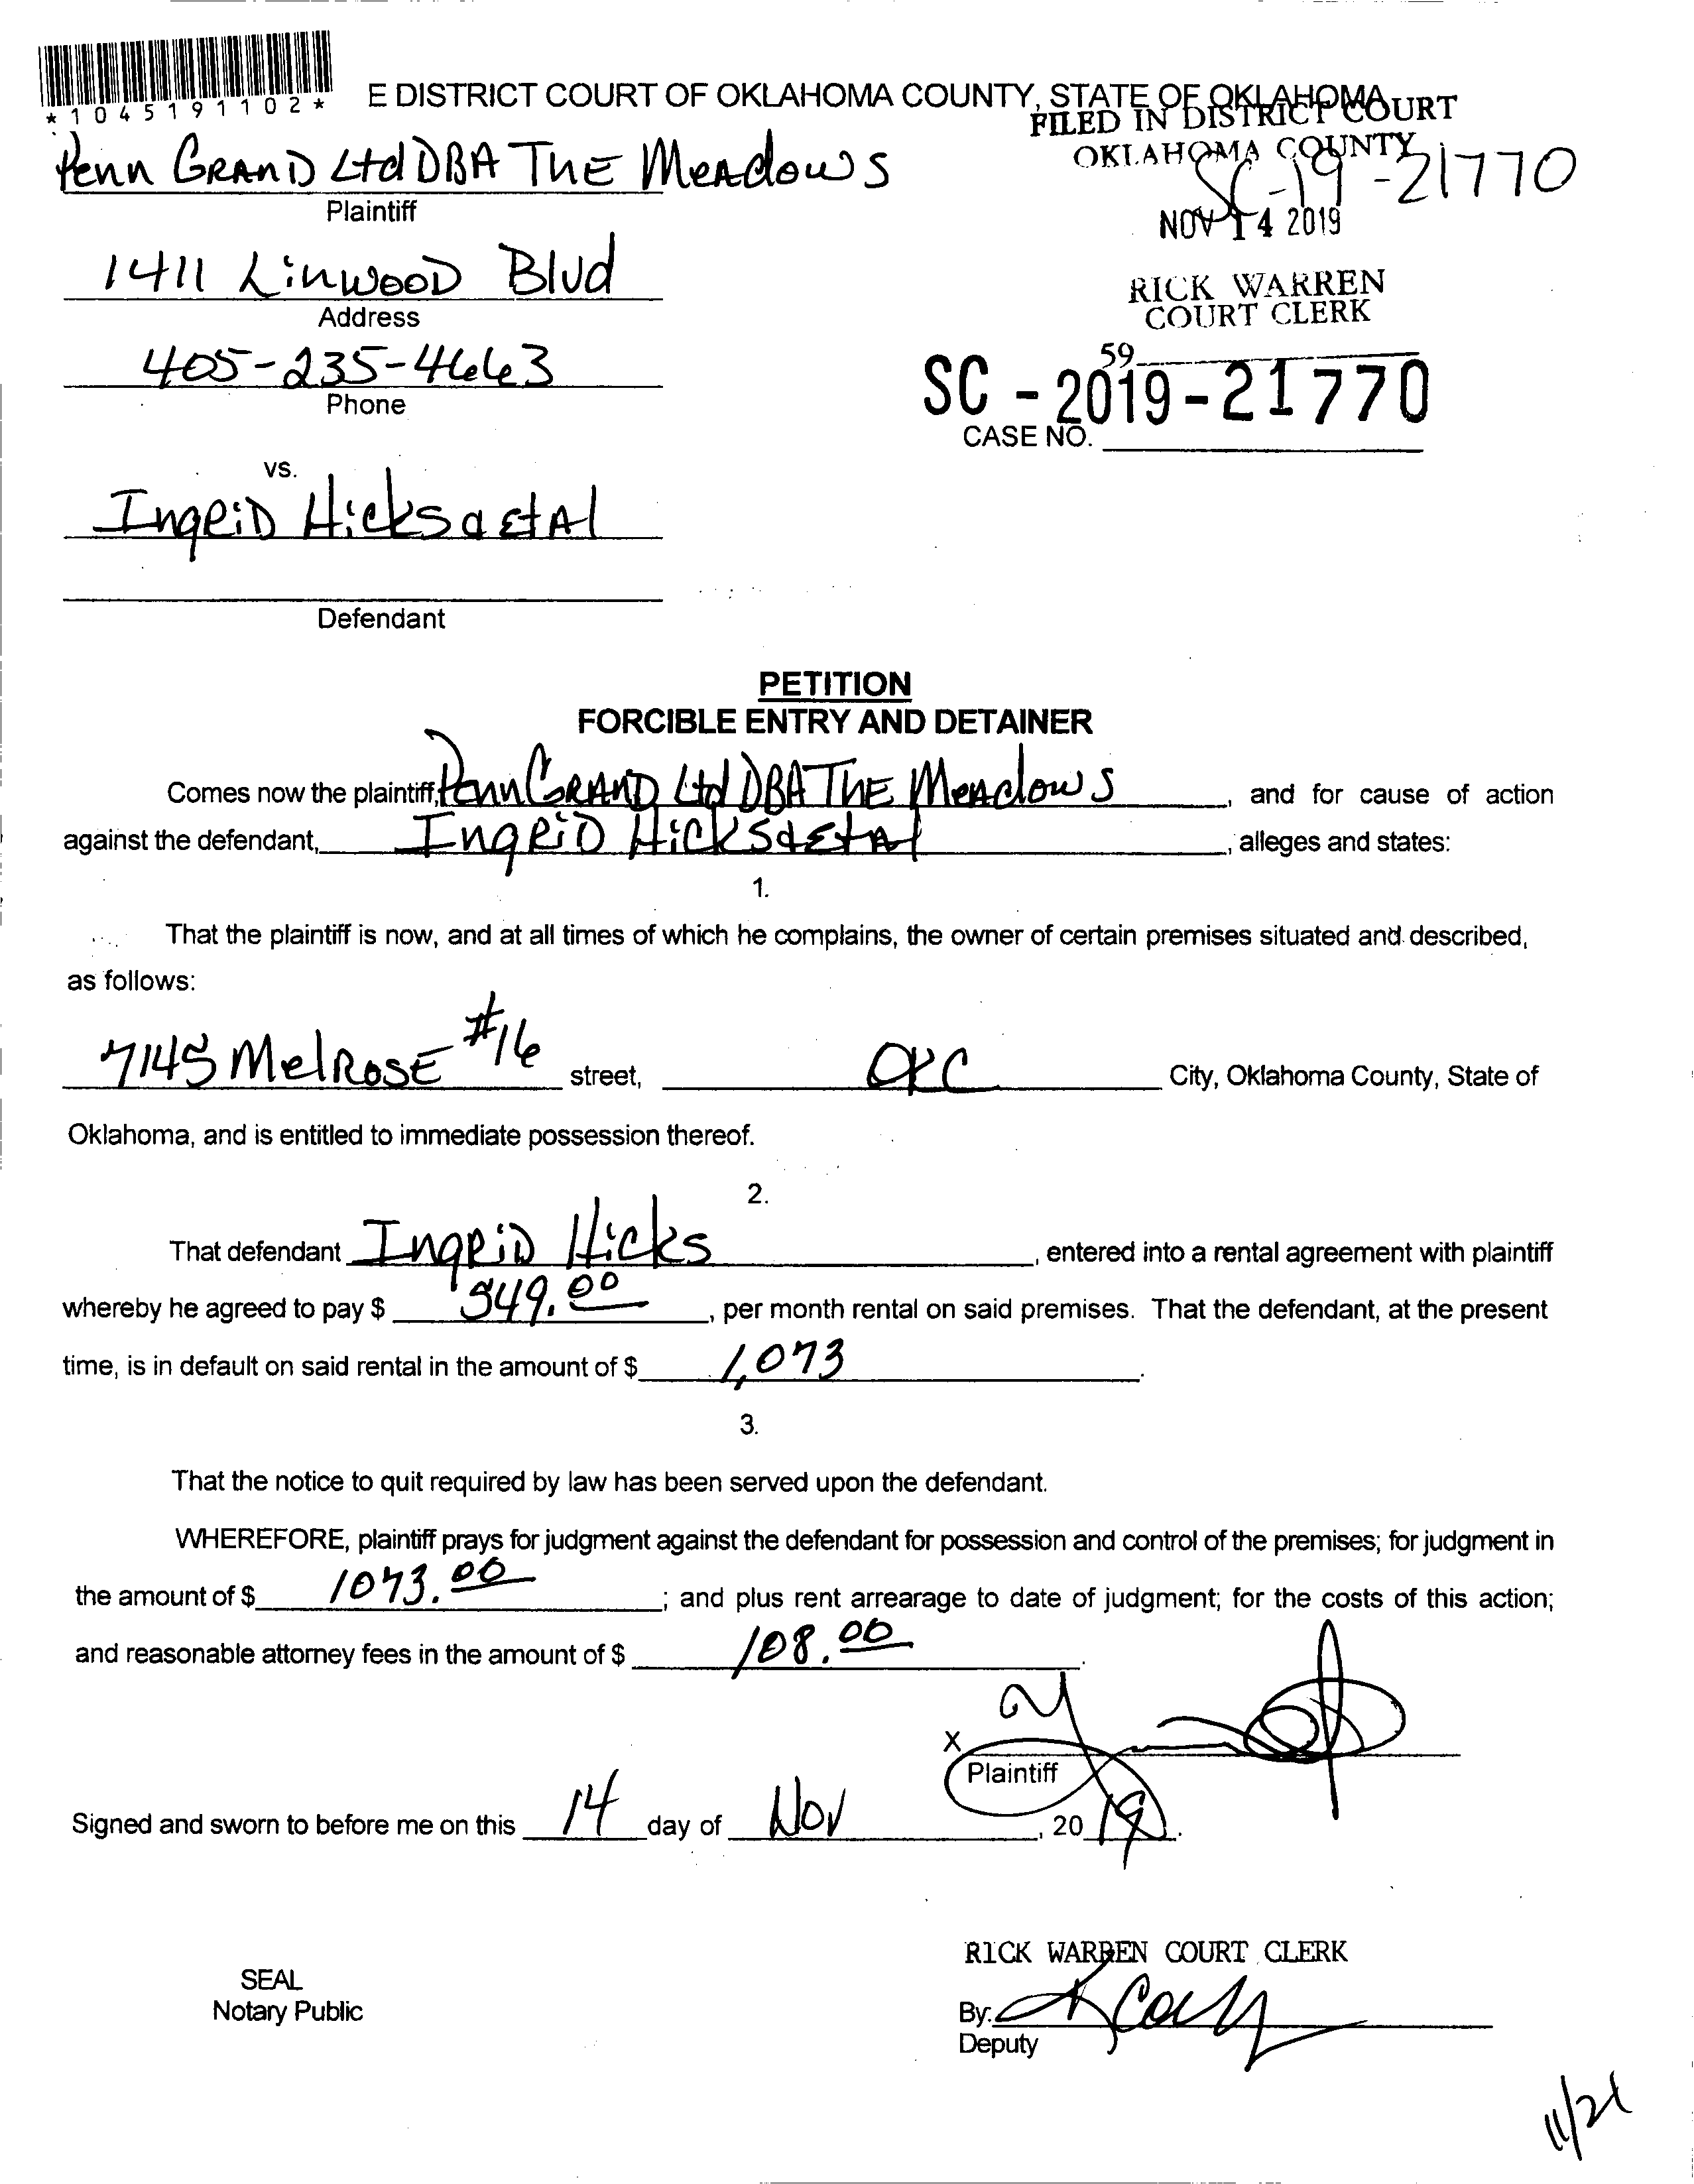 *1045191102*
E DISTRICT COURT OF OKLAHOMA COUNTY, STATE OF OKLAHOMA
FILED IN DISTRICT COURT
OKLAHOMA COUNTY
Penn GRAND Ltd DBA THE MEAdows
SC-19-21770
Plaintiff
NOV 14 2019
1411 LinwooD Blvd
RICK WARREN
COURT CLERK
Address
405-235-4663
59
Phone
SC - 2019-21770
CASE NO.
vs.
IngRiD Hicks a EtAl
Defendant
PETITION
FORCIBLE ENTRY AND DETAINER
Comes now the plaintiff, Penn GRAND Ltd DBA THE MEAdows, and for cause of action
against the defendant, IngRiD Hicks & EtAl, alleges and states:
1.
That the plaintiff is now, and at all times of which he complains, the owner of certain premises situated and described,
as follows:
7145 MelRosE #16 street, OKC City, Oklahoma County, State of
Oklahoma, and is entitled to immediate possession thereof.
2.
That defendant IngRiD Hicks, entered into a rental agreement with plaintiff
whereby he agreed to pay $ 549.00, per month rental on said premises. That the defendant, at the present
time, is in default on said rental in the amount of $ 1,073.
3.
That the notice to quit required by law has been served upon the defendant.
WHEREFORE, plaintiff prays for judgment against the defendant for possession and control of the premises; for judgment in
the amount of $ 1073.00; and plus rent arrearage to date of judgment; for the costs of this action;
and reasonable attorney fees in the amount of $ 108.00.
X
Plaintiff
Signed and sworn to before me on this 14 day of Nov, 20 19.
RICK WARREN COURT CLERK
SEAL
Notary Public
By:
Deputy
11/21